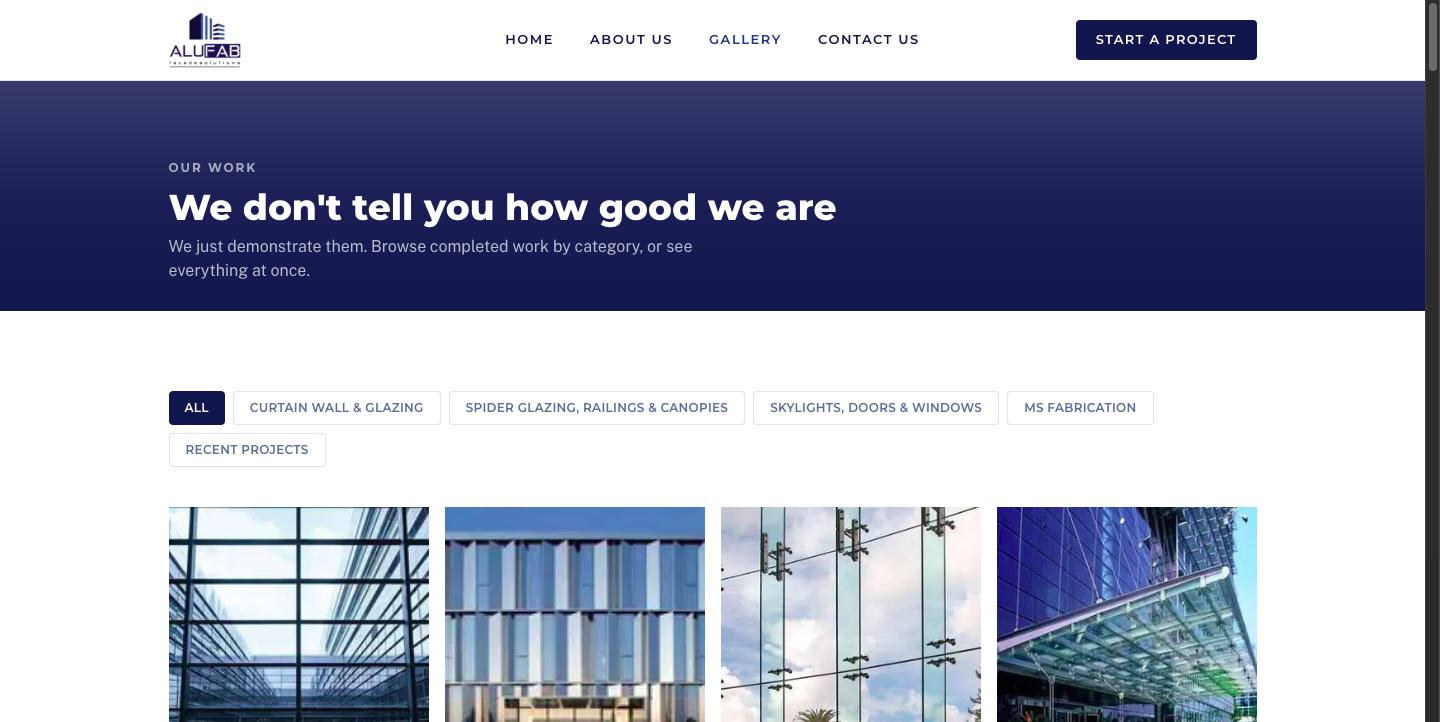 ALUFAB
facadesolutions
HOME
ABOUT US
GALLERY
CONTACT US
START A PROJECT
OUR WORK
We don't tell you how good we are
We just demonstrate them. Browse completed work by category, or see
everything at once.
ALL
CURTAIN WALL & GLAZING
SPIDER GLAZING, RAILINGS & CANOPIES
SKYLIGHTS, DOORS & WINDOWS
MS FABRICATION
RECENT PROJECTS